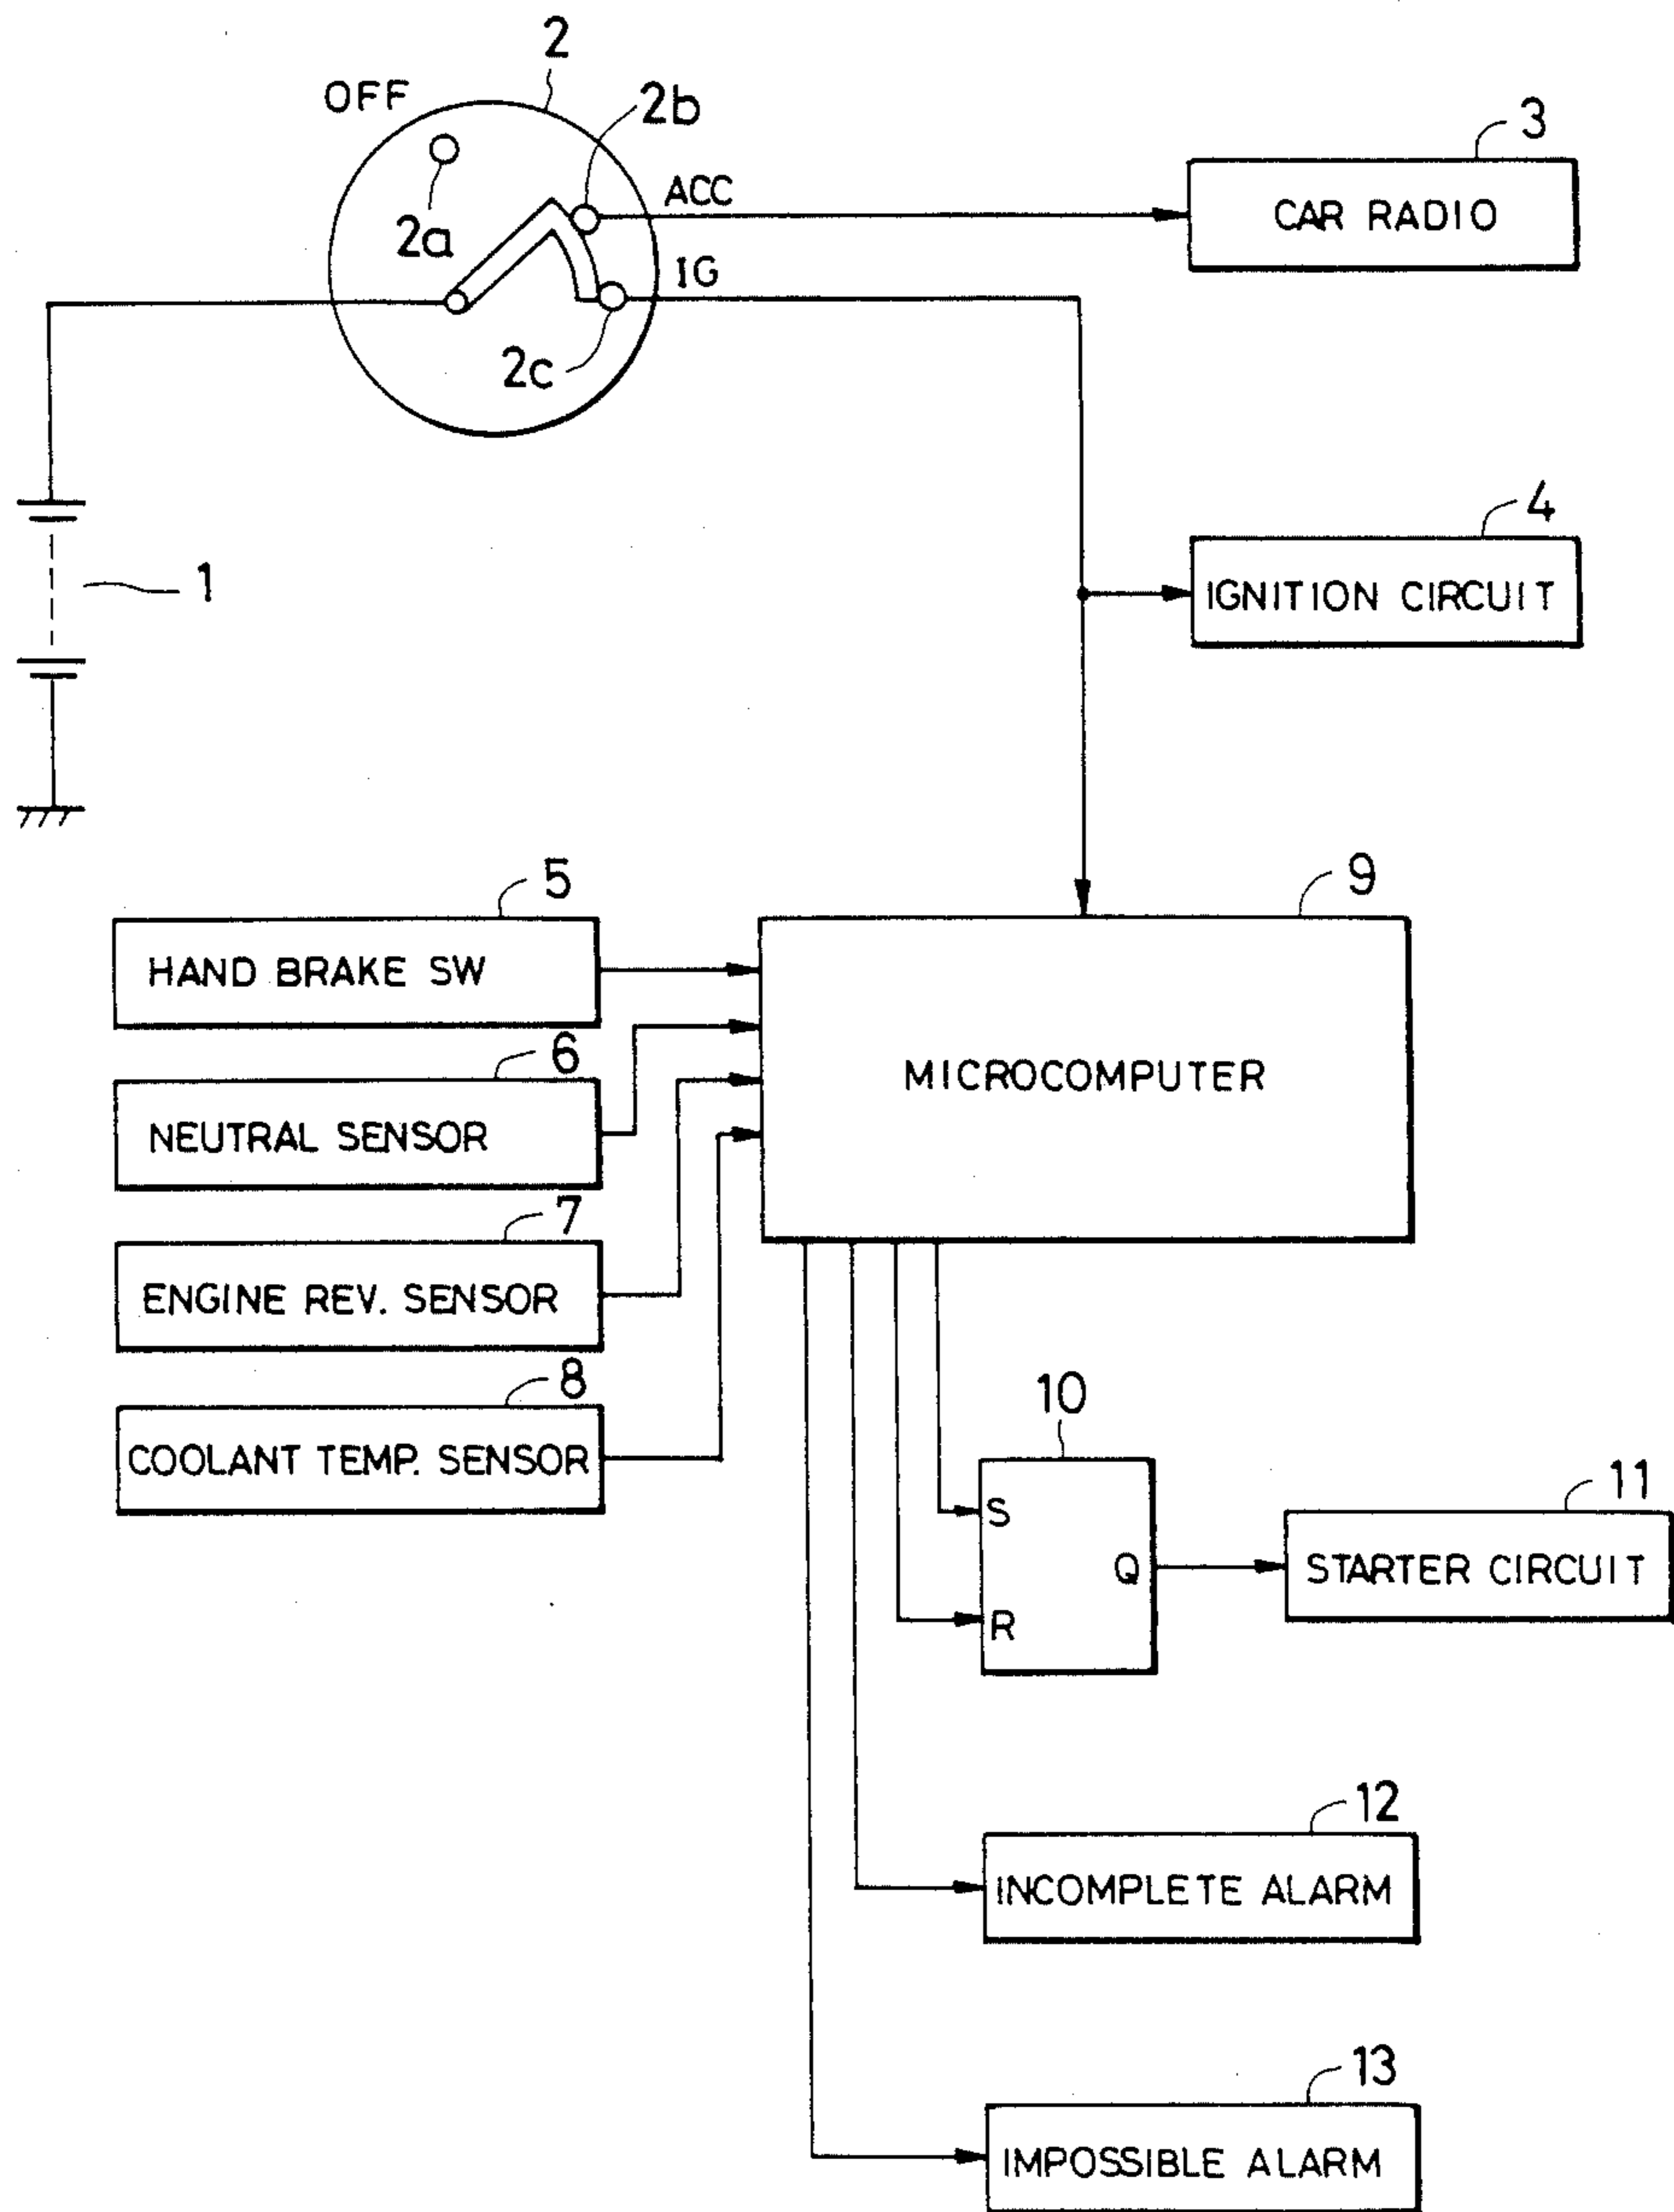 2
OFF
2b
3
2a
ACC
CAR RADIO
IG
2c
4
1
IGNITION CIRCUIT
5
9
HAND BRAKE SW
6
MICROCOMPUTER
NEUTRAL SENSOR
7
ENGINE REV. SENSOR
8
10
COOLANT TEMP. SENSOR
11
S
Q
STARTER CIRCUIT
R
12
INCOMPLETE ALARM
13
IMPOSSIBLE ALARM